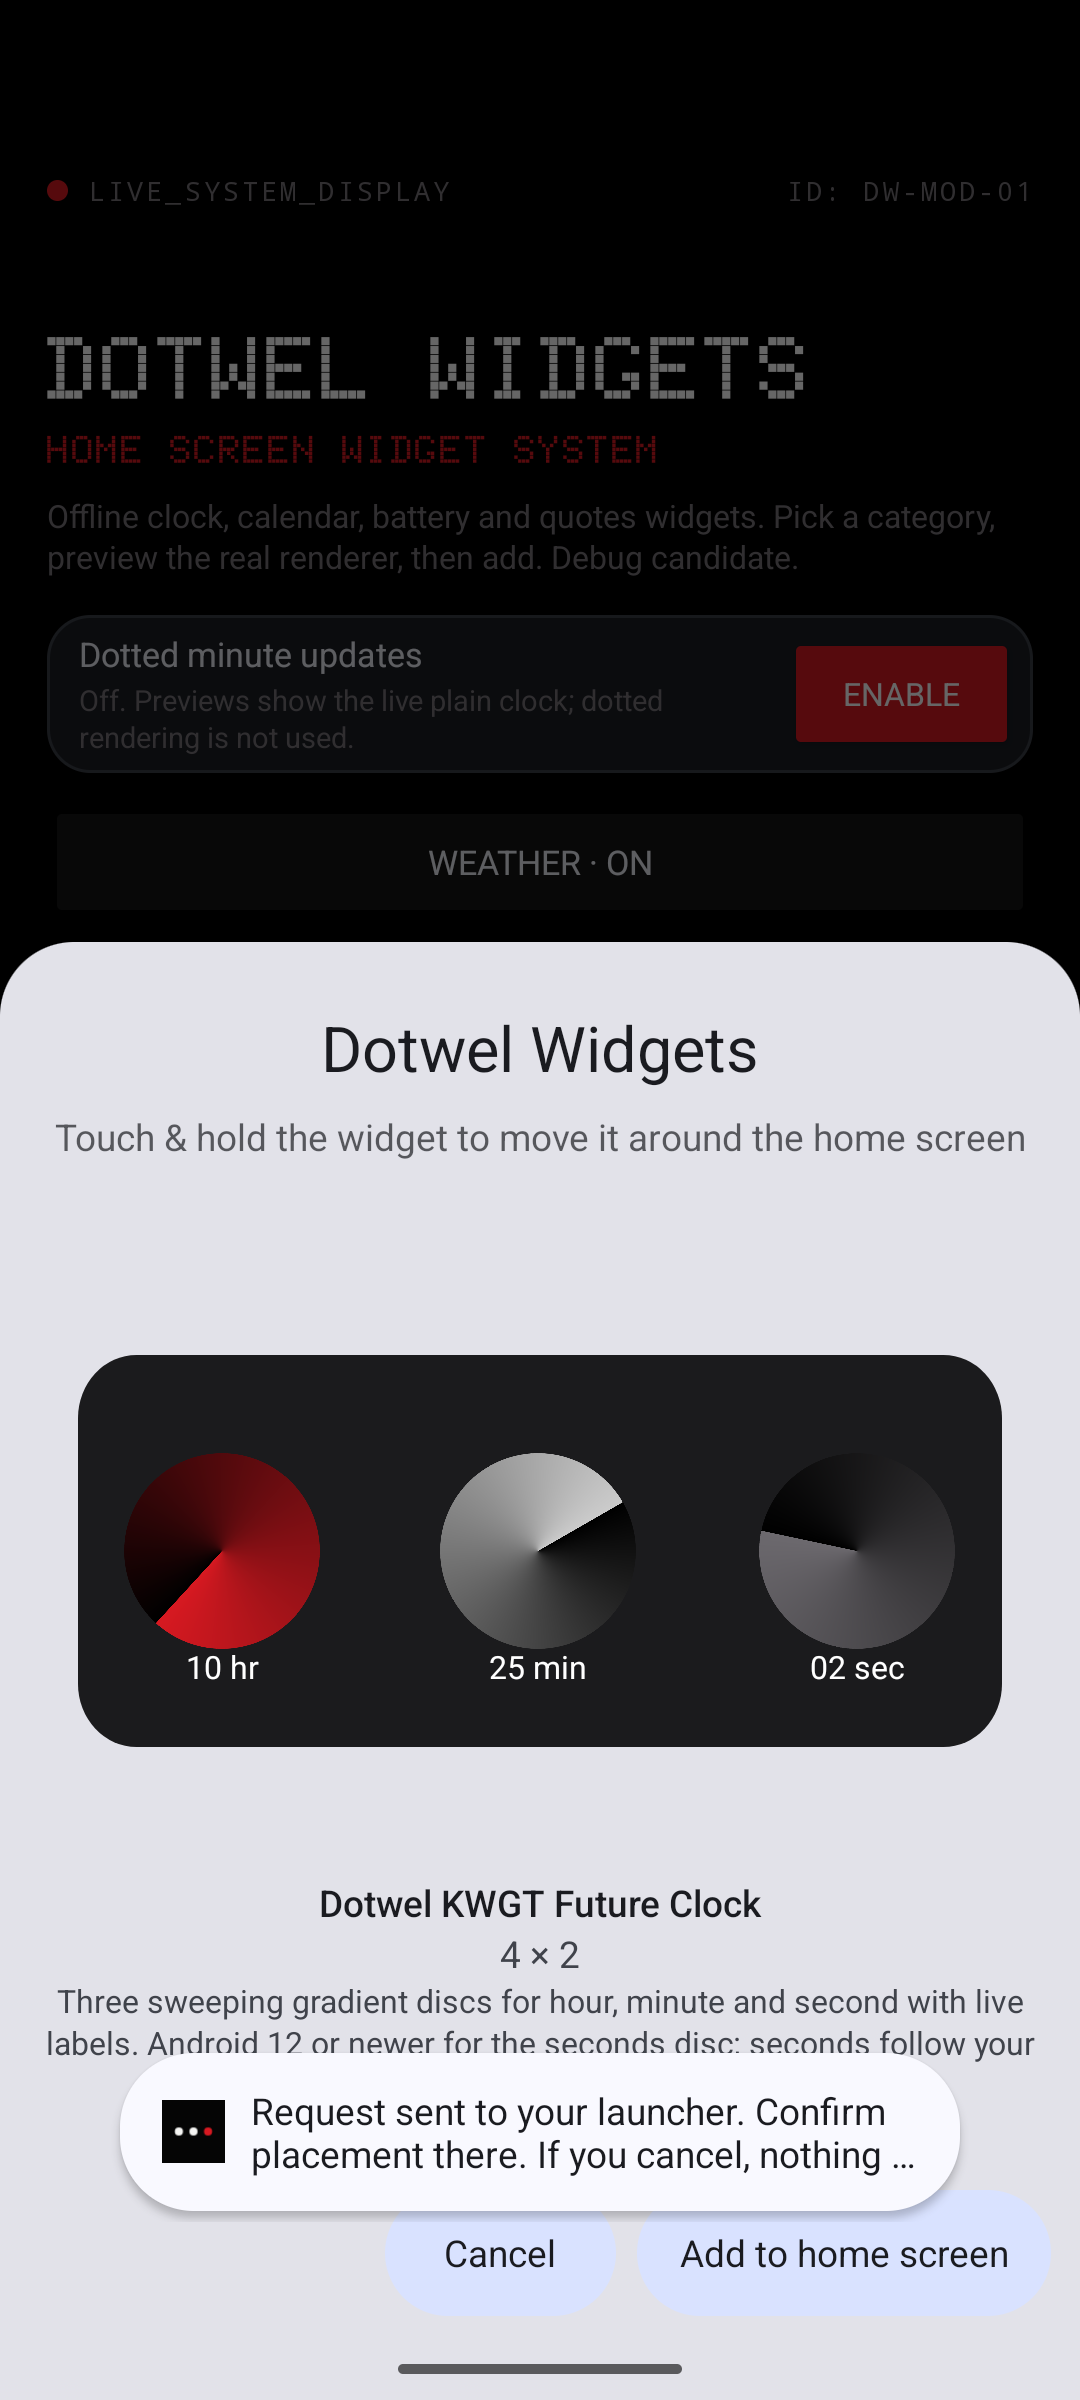 LIVE_SYSTEM_DISPLAY
ID: DW-MOD-01
DOTWEL WIDGETS
HOME SCREEN WIDGET SYSTEM
Offline clock, calendar, battery and quotes widgets. Pick a category,
preview the real renderer, then add. Debug candidate.
Dotted minute updates
Off. Previews show the live plain clock; dotted
rendering is not used.
ENABLE
WEATHER · ON
Dotwel Widgets
Touch & hold the widget to move it around the home screen
10 hr
25 min
02 sec
Dotwel KWGT Future Clock
4 × 2
Three sweeping gradient discs for hour, minute and second with live
labels. Android 12 or newer for the seconds disc; seconds follow your
Request sent to your launcher. Confirm
placement there. If you cancel, nothing ...
Cancel
Add to home screen